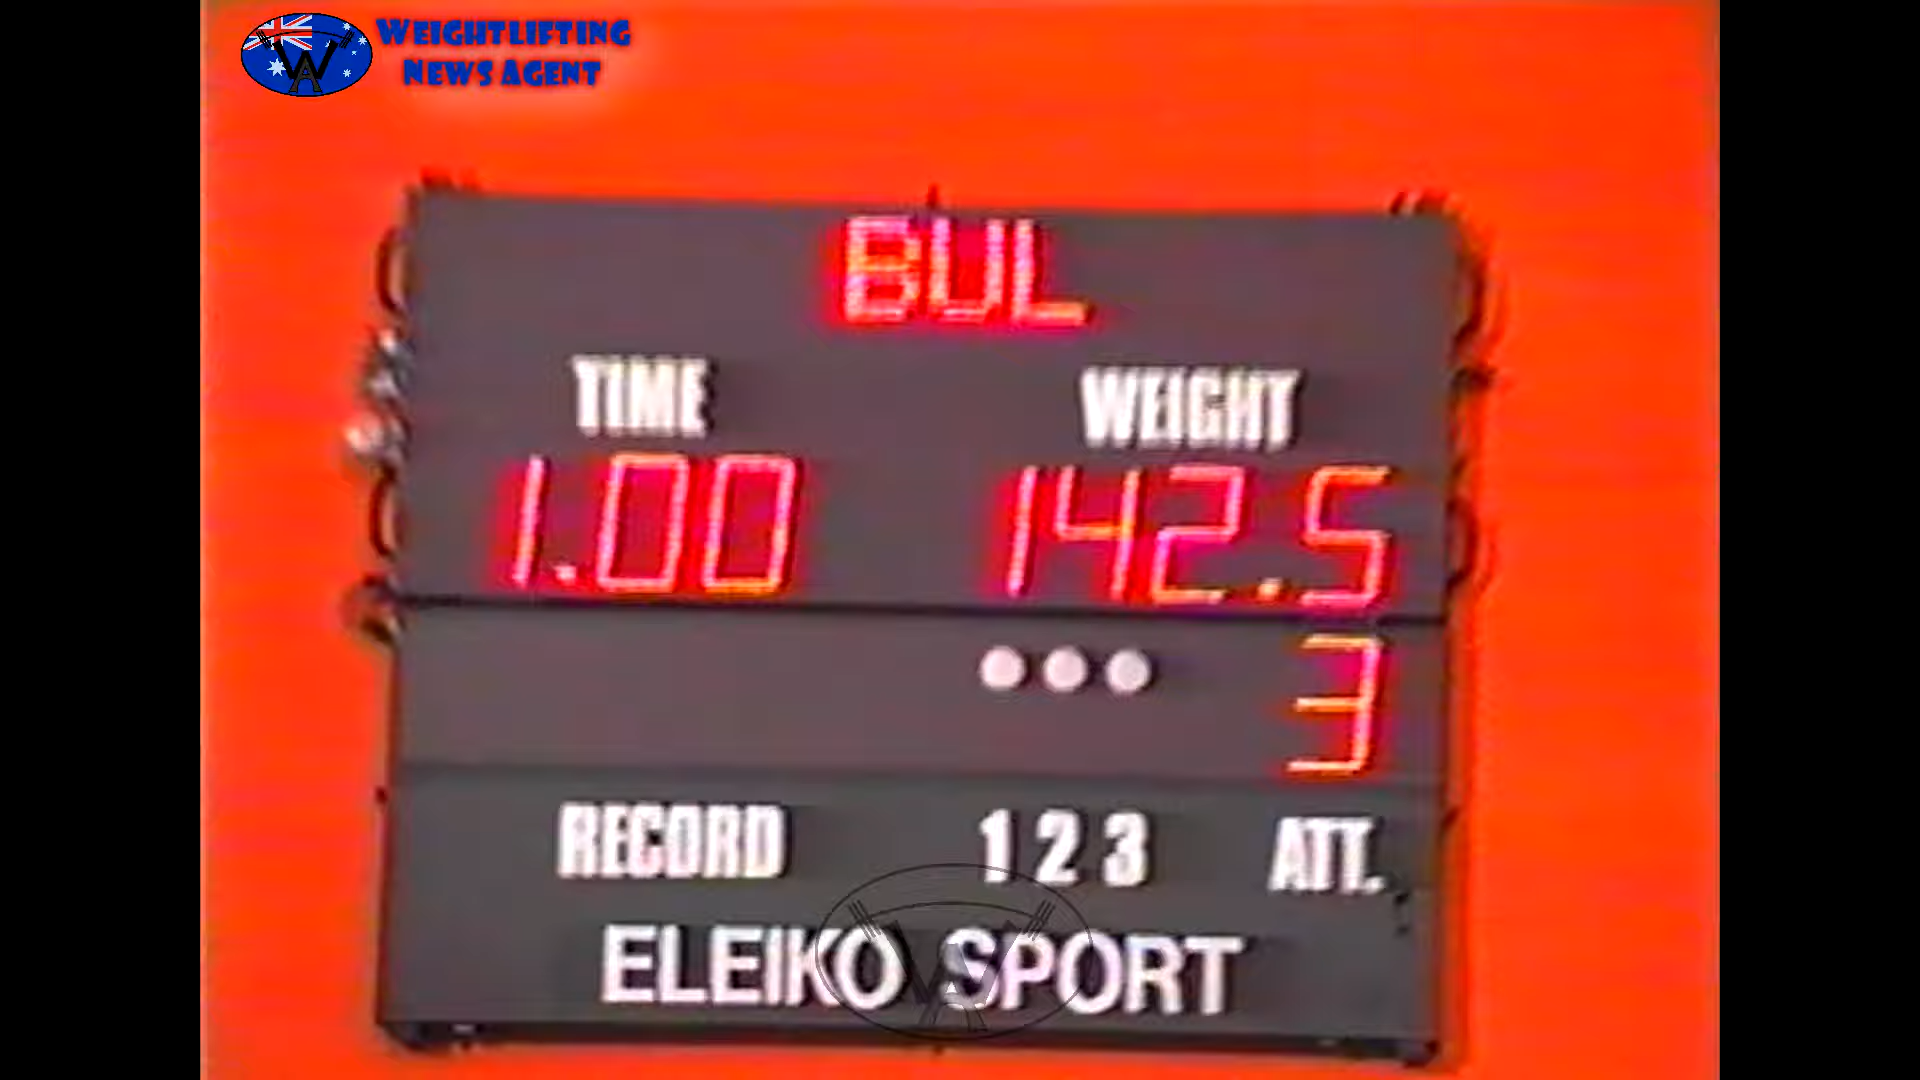 WEIGHTLIFTING
NEWS AGENT
BUL
TIME WEIGHT
1.00 142.5
3
RECORD 1 2 3 ATT.
ELEIKO SPORT